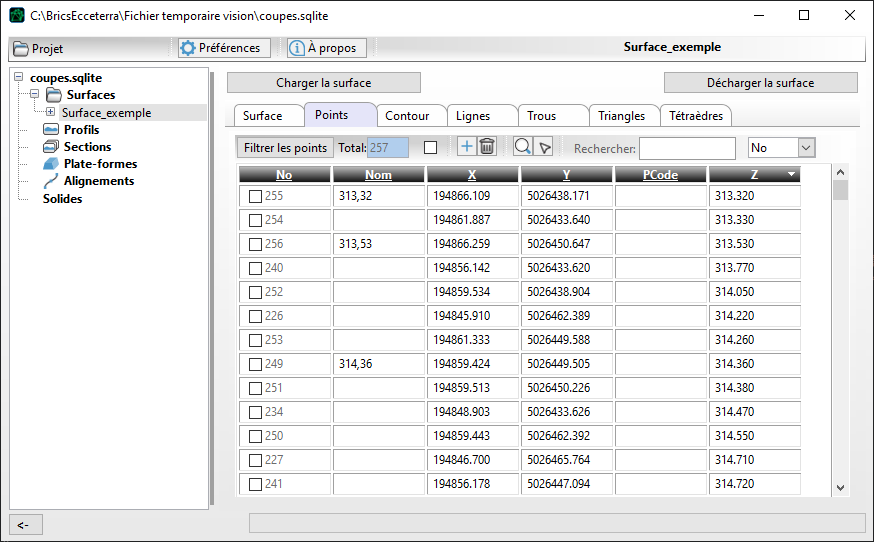 C:\BricsEcceterra\Fichier temporaire vision\coupes.sqlite
Projet Préférences À propos Surface_exemple
coupes.sqlite
Surfaces
Surface_exemple
Profils
Sections
Plate-formes
Alignements
Solides
<-
Charger la surface Décharger la surface
Surface Points Contour Lignes Trous Triangles Tétraèdres
Filtrer les points Total: 257 Rechercher: No
No Nom X Y PCode Z
255 313,32 194866.109 5026438.171 313.320
254 194861.887 5026433.640 313.330
256 313,53 194866.259 5026450.647 313.530
240 194856.142 5026433.620 313.770
252 194859.534 5026438.904 314.050
226 194845.910 5026462.389 314.220
253 194861.333 5026449.588 314.260
249 314,36 194859.424 5026449.505 314.360
251 194859.513 5026450.226 314.380
234 194848.903 5026433.626 314.470
250 194859.443 5026462.392 314.550
227 194846.700 5026465.764 314.710
241 194856.178 5026447.094 314.720